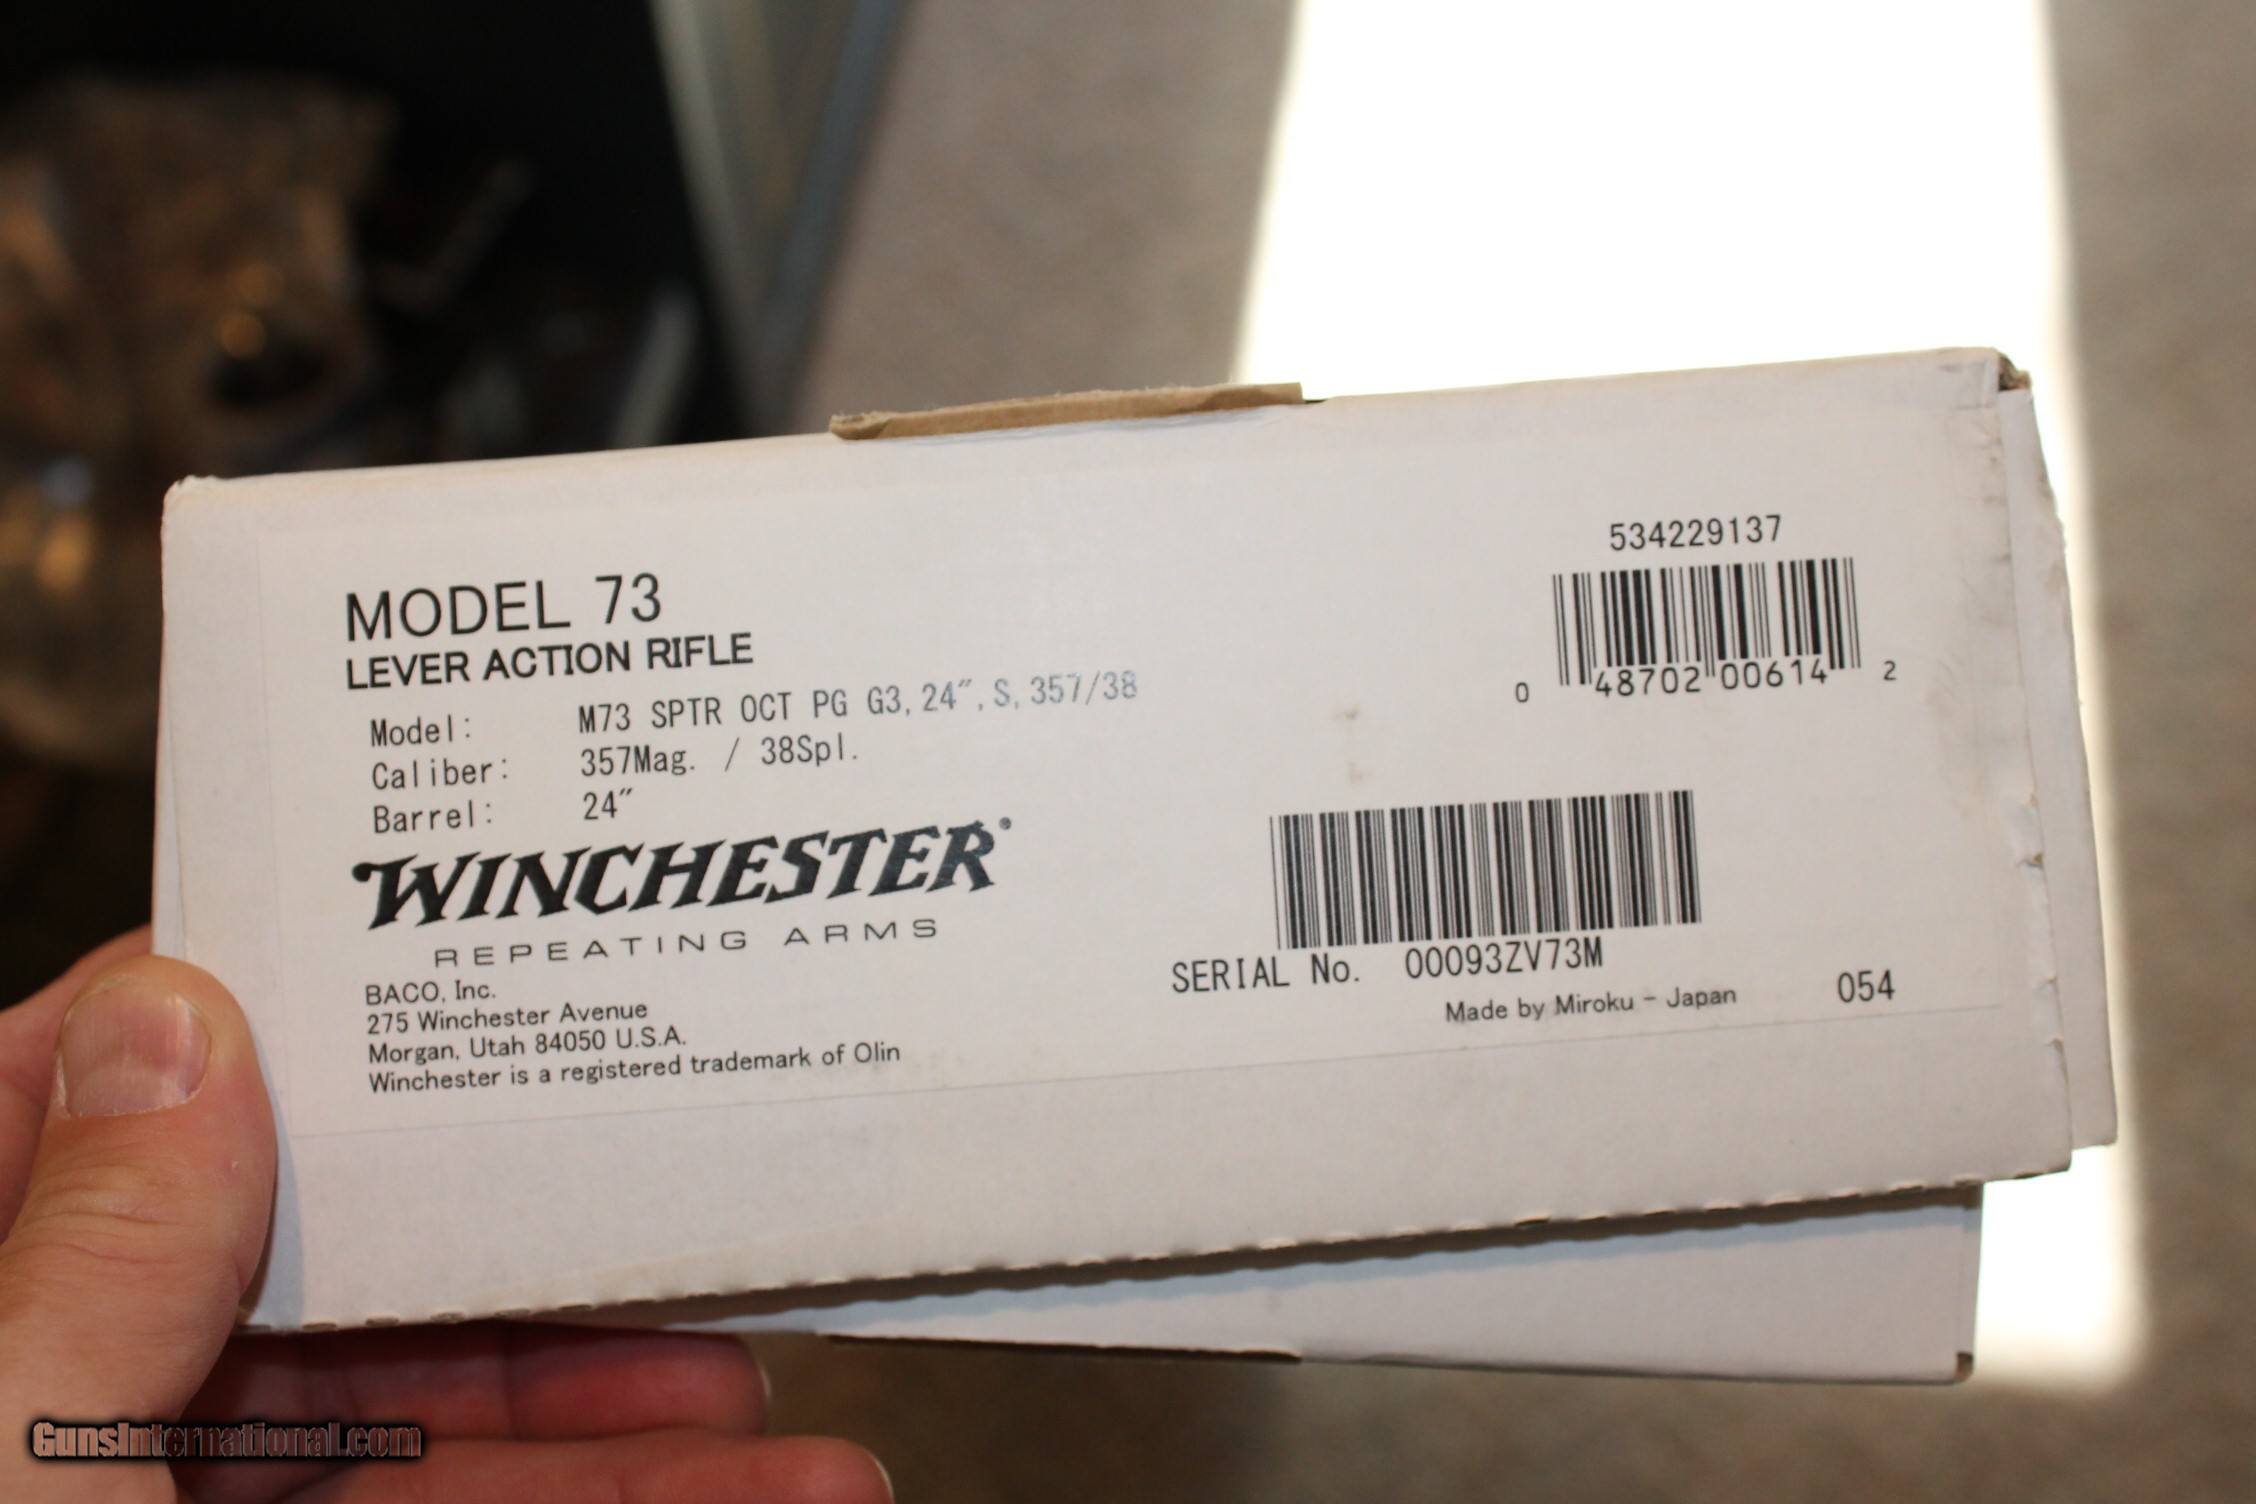 MODEL 73
LEVER ACTION RIFLE
Model: M73 SPTR OCT PG G3, 24", S, 357/38
Caliber: 357Mag. / 38Spl.
Barrel: 24"
WINCHESTER®
REPEATING ARMS
BACO, Inc.
275 Winchester Avenue
Morgan, Utah 84050 U.S.A.
Winchester is a registered trademark of Olin
534229137
0 48702 00614 2
SERIAL No. 00093ZV73M
Made by Miroku - Japan
054
GunsInternational.com